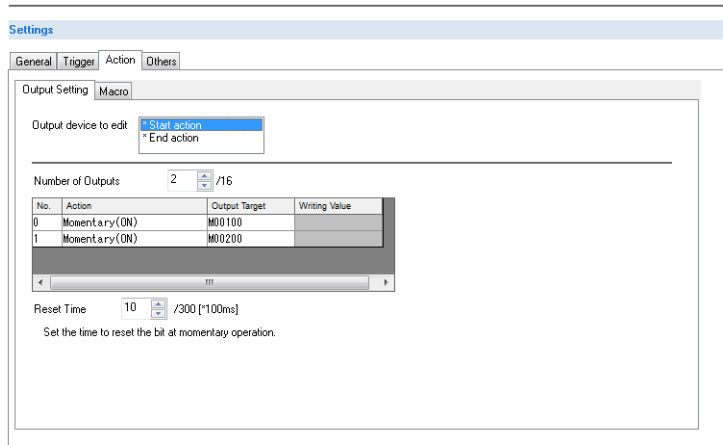 Settings
General Trigger Action Others
Output Setting Macro
Output device to edit
* Start action
* End action
Number of Outputs 2 /16
No. Action Output Target Writing Value
0 Momentary(ON) M00100
1 Momentary(ON) M00200
Reset Time 10 /300 [*100ms]
Set the time to reset the bit at momentary operation.